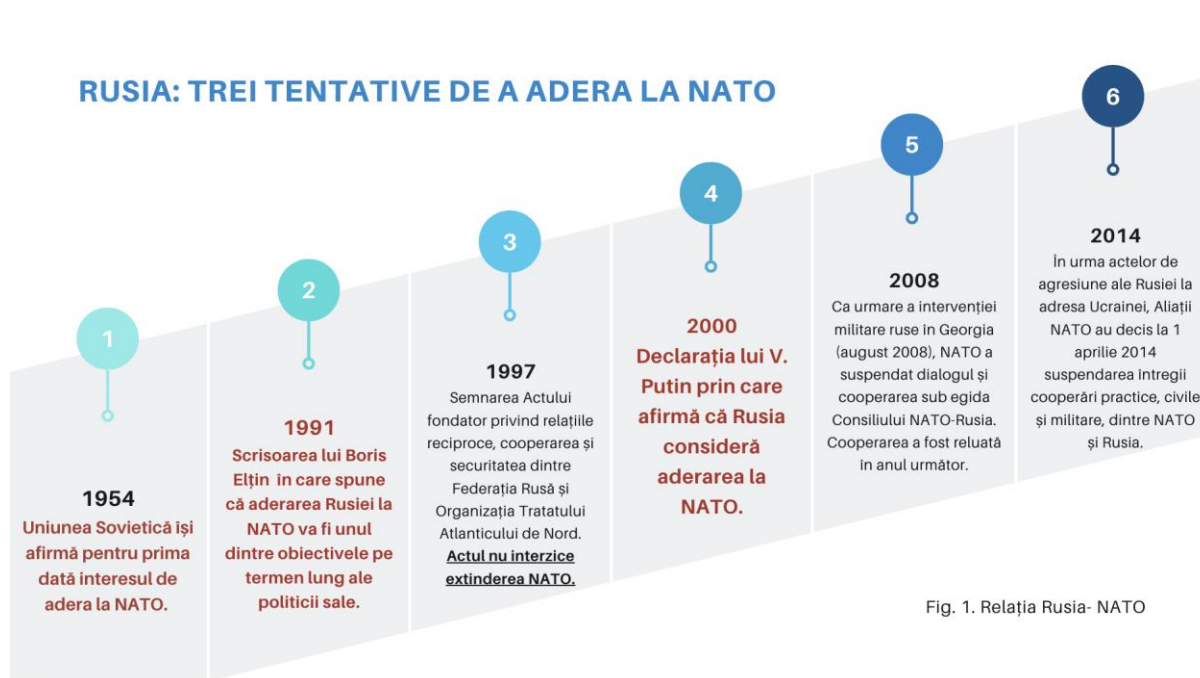 RUSIA: TREI TENTATIVE DE A ADERA LA NATO
1
1954
Uniunea Sovietică își
afirmă pentru prima
dată interesul de
adera la NATO.
2
1991
Scrisoarea lui Boris
Elțin în care spune
că aderarea Rusiei la
NATO va fi unul
dintre obiectivele pe
termen lung ale
politicii sale.
3
1997
Semnarea Actului
fondator privind relațiile
reciproce, cooperarea și
securitatea dintre
Federația Rusă și
Organizația Tratatului
Atlanticului de Nord.
Actul nu interzice
extinderea NATO.
4
2000
Declarația lui V.
Putin prin care
afirmă că Rusia
consideră
aderarea la
NATO.
5
2008
Ca urmare a intervenției
militare ruse în Georgia
(august 2008), NATO a
suspendat dialogul și
cooperarea sub egida
Consiliului NATO-Rusia.
Cooperarea a fost reluată
în anul următor.
6
2014
În urma actelor de
agresiune ale Rusiei la
adresa Ucrainei, Aliații
NATO au decis la 1
aprilie 2014
suspendarea întregii
cooperări practice, civile
și militare, dintre NATO
și Rusia.
Fig. 1. Relația Rusia- NATO